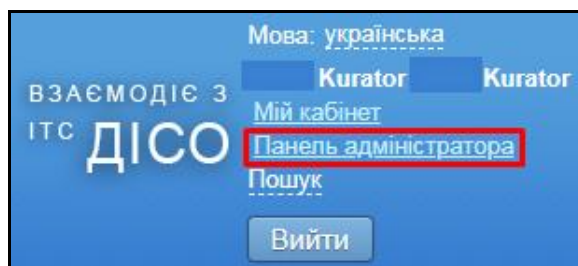 Мова: українська
Kurator Kurator
ВЗАЄМОДІЄ З
ІТС ДІСО
Мій кабінет
Панель адміністратора
Пошук
Вийти